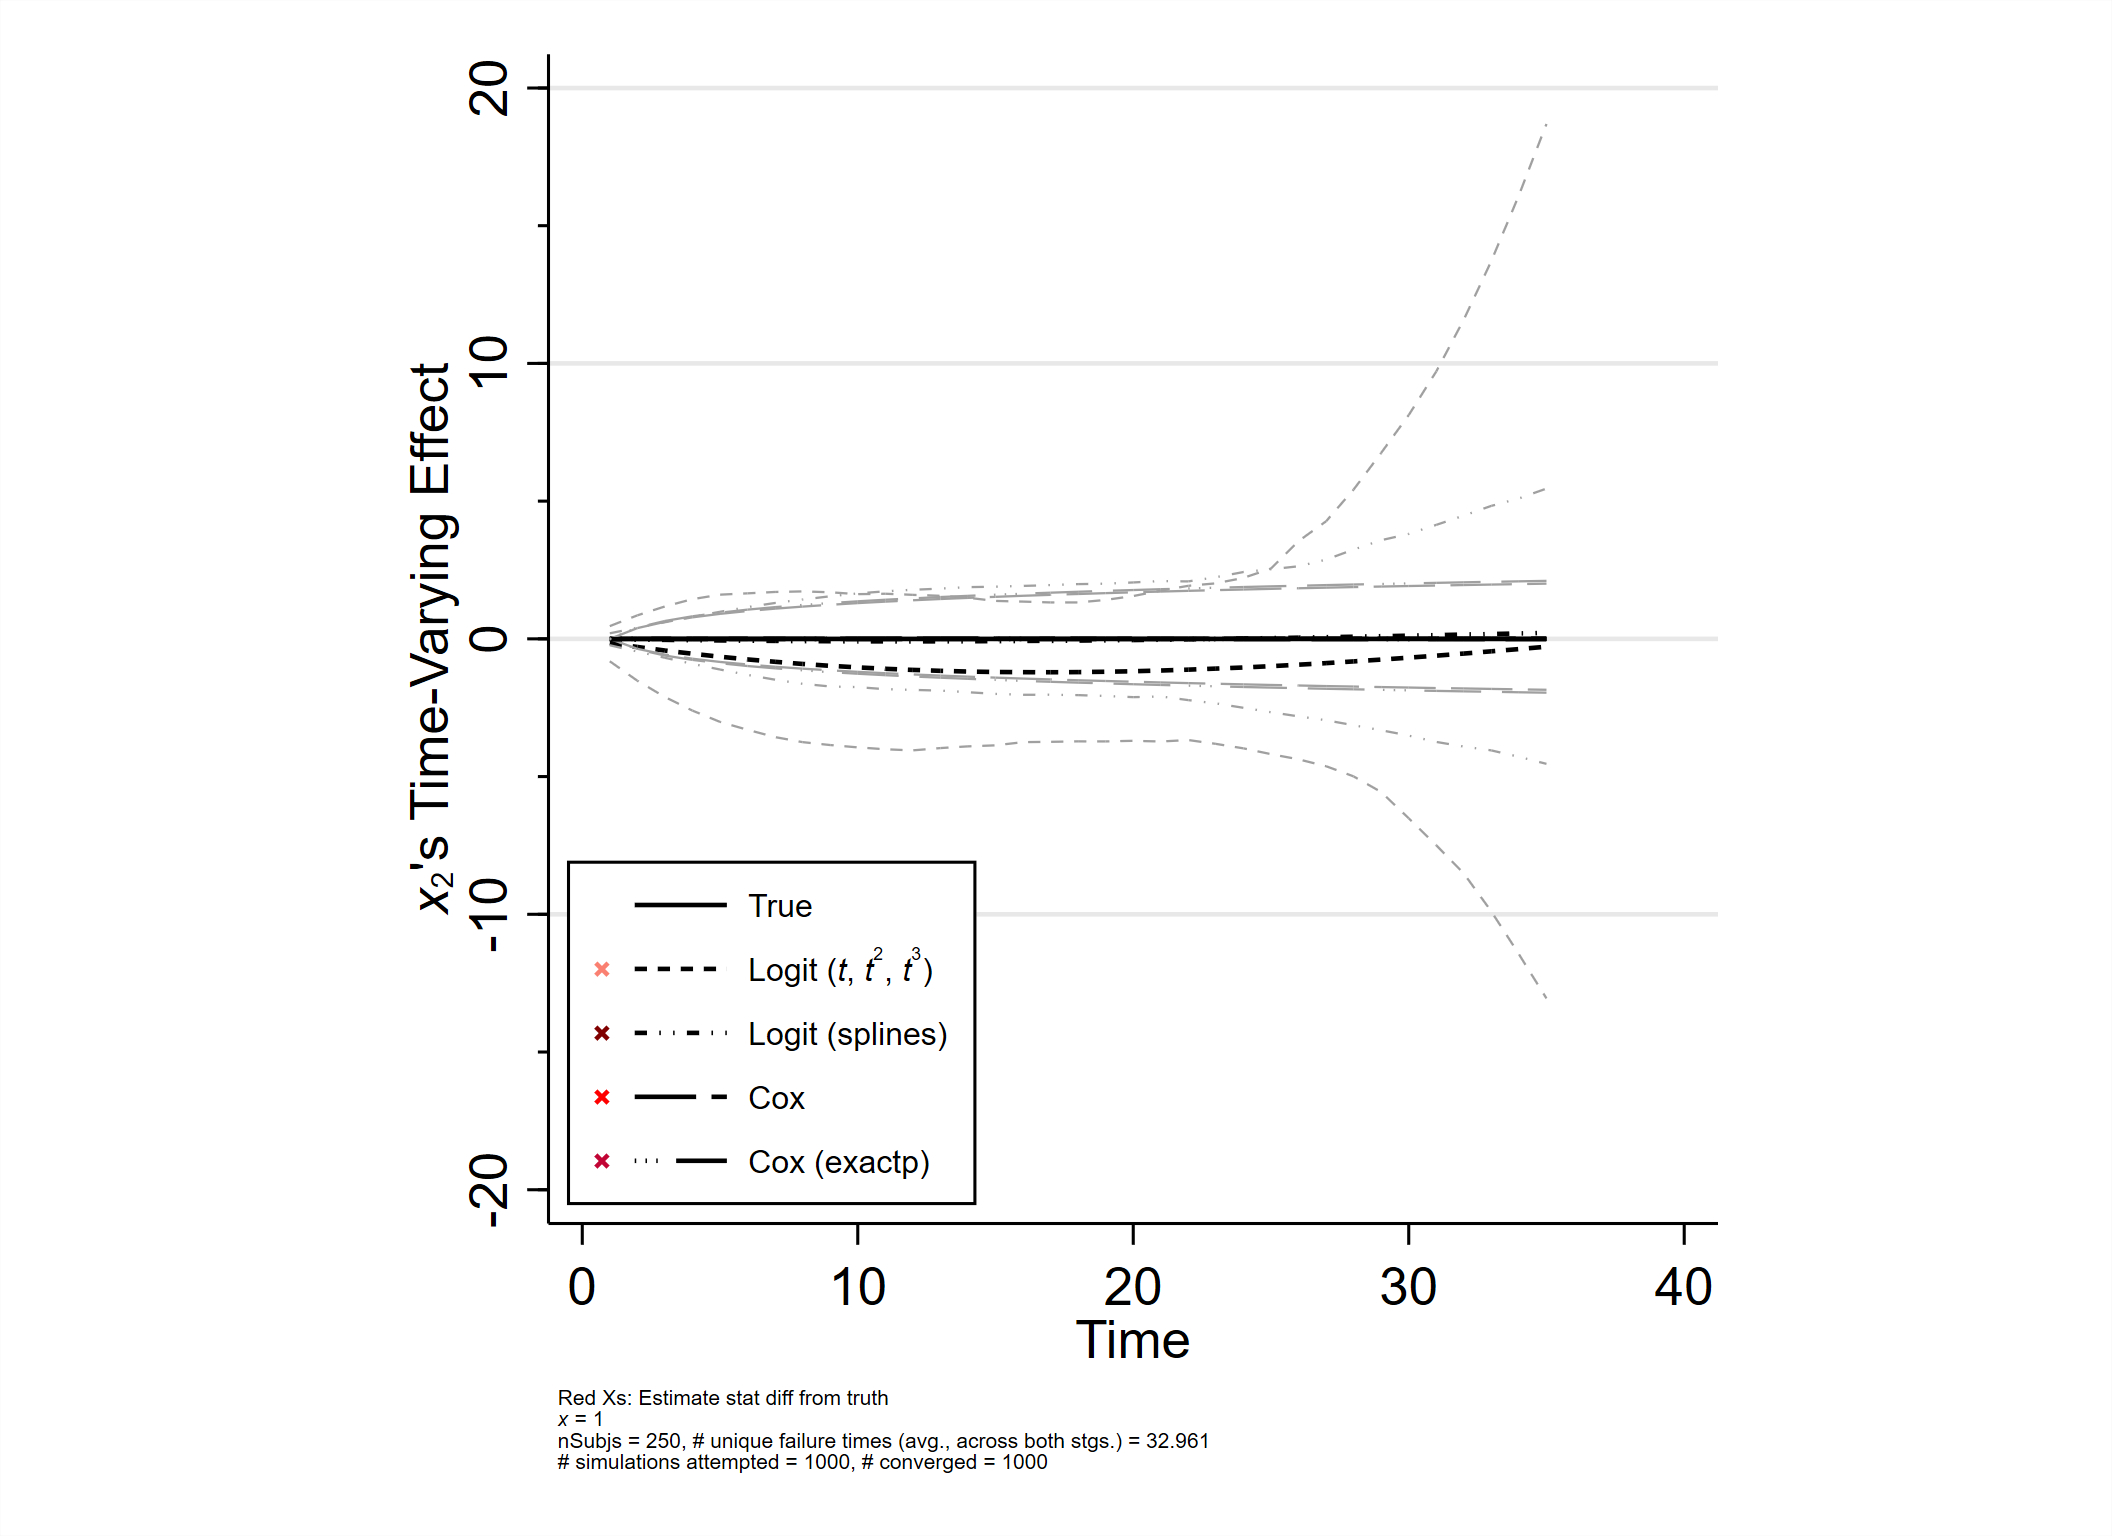 x₂'s Time-Varying Effect
20
10
0
-10
-20
True
Logit (t, t², t³)
Logit (splines)
Cox
Cox (exactp)
0 10 20 30 40
Time
Red Xs: Estimate stat diff from truth
x = 1
nSubjs = 250, # unique failure times (avg., across both stgs.) = 32.961
# simulations attempted = 1000, # converged = 1000